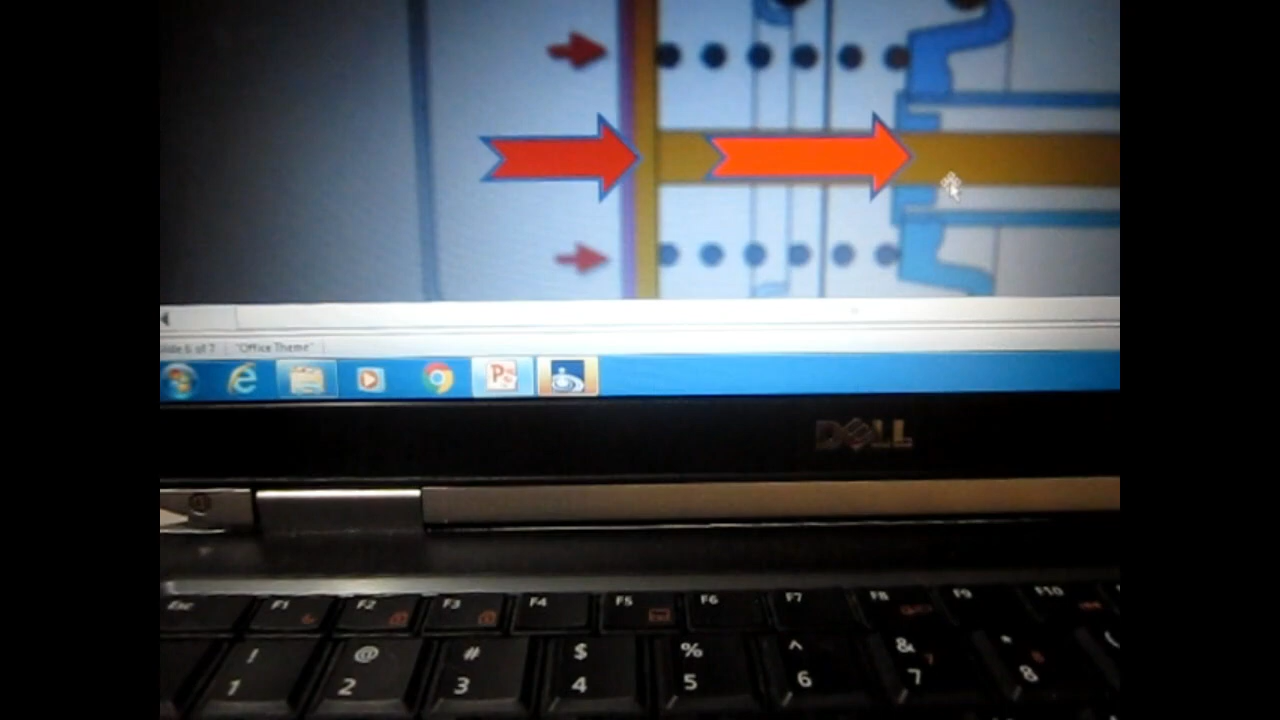 slide 6 of 7 "Office Theme"
DELL
Esc F1 F2 F3 F4 F5 F6 F7 F8 F9 F10
! @ # $ % ^ & * (
1 2 3 4 5 6 7 8